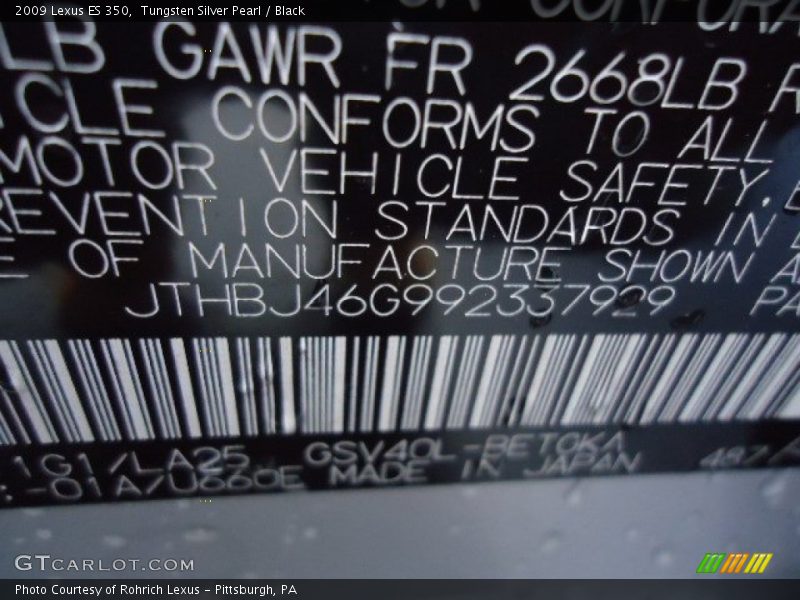 2009 Lexus ES 350, Tungsten Silver Pearl / Black
LB GAWR FR 2668LB
CLE CONFORMS TO ALL
MOTOR VEHICLE SAFETY,
REVENTION STANDARDS IN
E OF MANUFACTURE SHOWN
JTHBJ46G992337929 PA
1G1/LA25 GSV40L-BETGKA
:-01A/U660E MADE IN JAPAN
GTCARLOT.COM
Photo Courtesy of Rohrich Lexus - Pittsburgh, PA